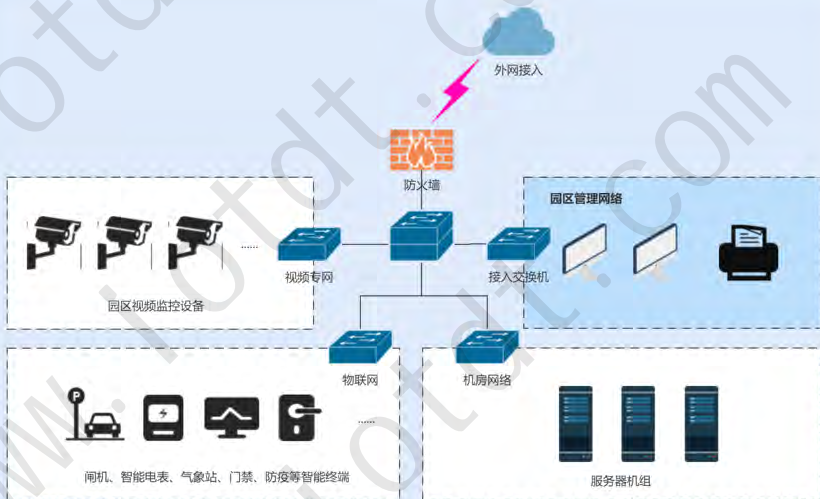 外网接入
防火墙
园区管理网络
......
视频专网
接入交换机
园区视频监控设备
物联网
机房网络
P
......
闸机、智能电表、气象站、门禁、防疫等智能终端
服务器机组
www.iotdt.com